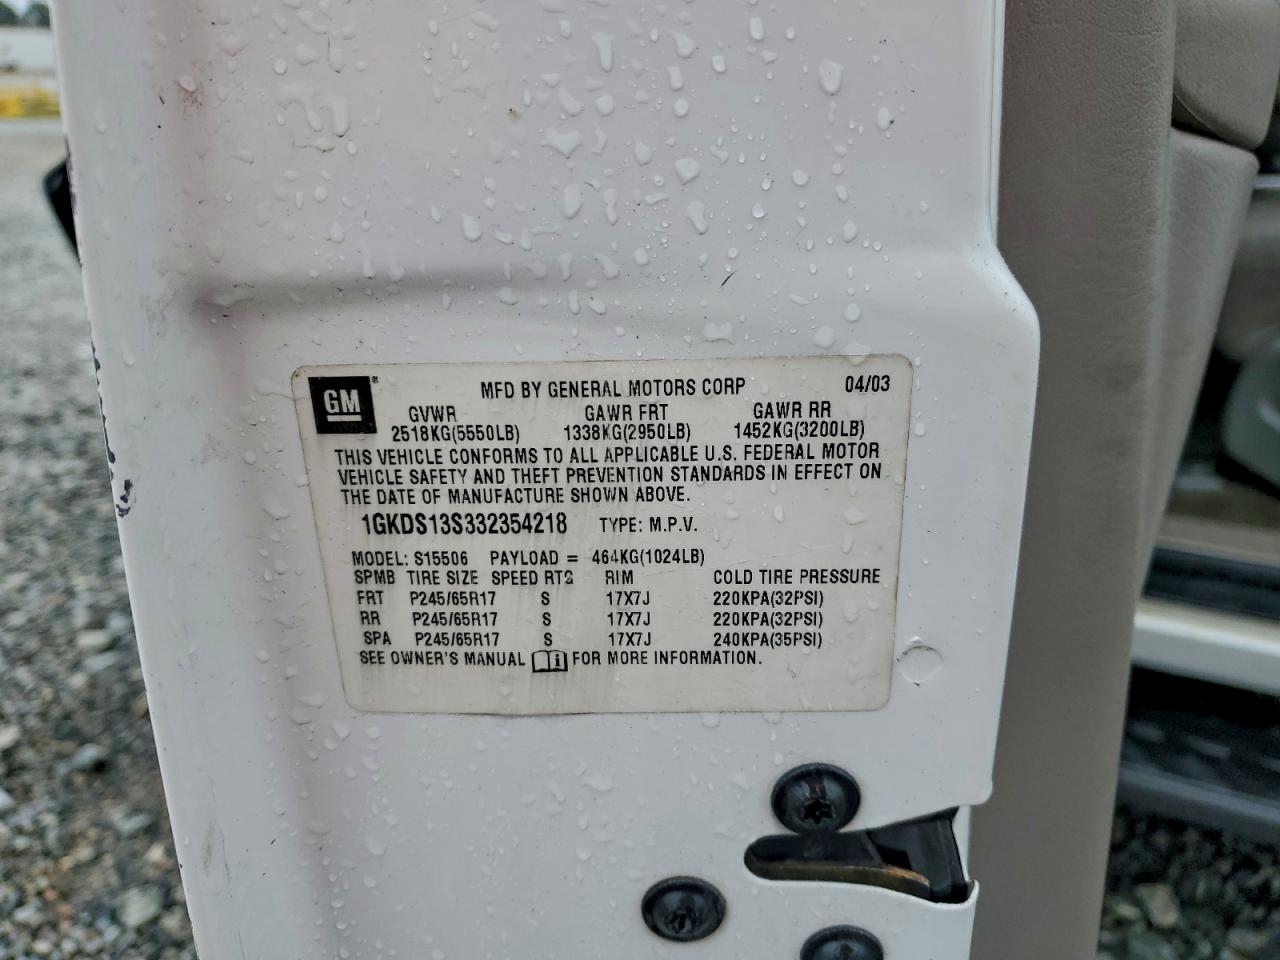 GM ® MFD BY GENERAL MOTORS CORP 04/03
GVWR GAWR FRT GAWR RR
2518KG(5550LB) 1338KG(2950LB) 1452KG(3200LB)
THIS VEHICLE CONFORMS TO ALL APPLICABLE U.S. FEDERAL MOTOR
VEHICLE SAFETY AND THEFT PREVENTION STANDARDS IN EFFECT ON
THE DATE OF MANUFACTURE SHOWN ABOVE.
1GKDS13S332354218 TYPE: M.P.V.
MODEL: S15506 PAYLOAD = 464KG(1024LB)
SPMB TIRE SIZE SPEED RTG RIM COLD TIRE PRESSURE
FRT P245/65R17 S 17X7J 220KPA(32PSI)
RR P245/65R17 S 17X7J 220KPA(32PSI)
SPA P245/65R17 S 17X7J 240KPA(35PSI)
SEE OWNER'S MANUAL i FOR MORE INFORMATION.